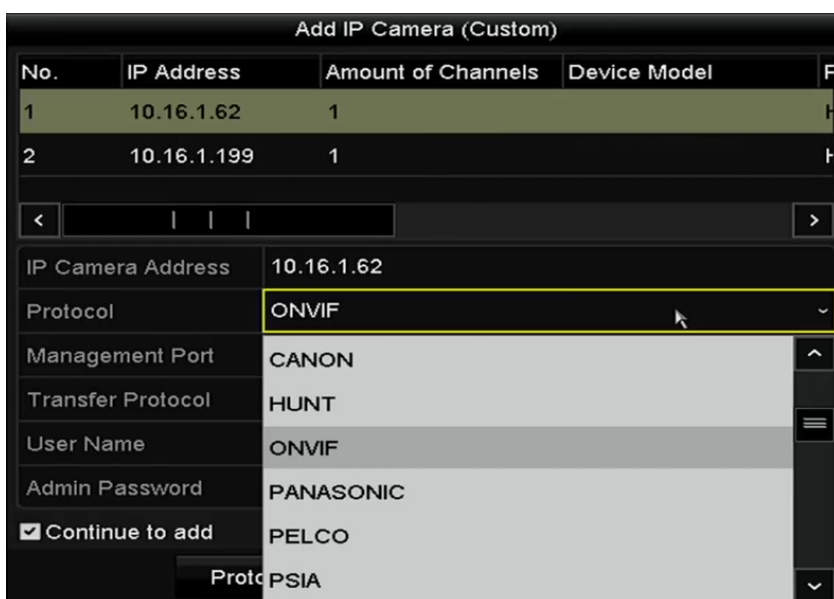 Add IP Camera (Custom)
No. IP Address Amount of Channels Device Model
1 10.16.1.62 1
2 10.16.1.199 1
IP Camera Address 10.16.1.62
Protocol ONVIF
Management Port
CANON
Transfer Protocol
HUNT
User Name
ONVIF
Admin Password
PANASONIC
Continue to add
PELCO
PSIA